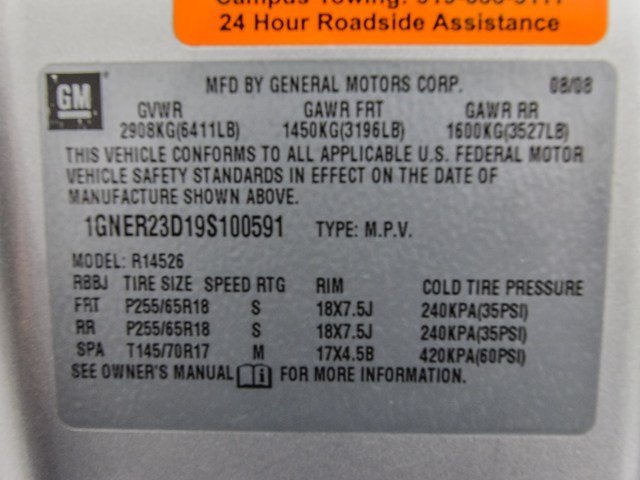 24 Hour Roadside Assistance
GM
MFD BY GENERAL MOTORS CORP. 08/08
GVWR GAWR FRT GAWR RR
2908KG(6411LB) 1450KG(3196LB) 1600KG(3527LB)
THIS VEHICLE CONFORMS TO ALL APPLICABLE U.S. FEDERAL MOTOR
VEHICLE SAFETY STANDARDS IN EFFECT ON THE DATE OF
MANUFACTURE SHOWN ABOVE.
1GNER23D19S100591 TYPE: M.P.V.
MODEL: R14526
RBBJ TIRE SIZE SPEED RTG RIM COLD TIRE PRESSURE
FRT P255/65R18 S 18X7.5J 240KPA(35PSI)
RR P255/65R18 S 18X7.5J 240KPA(35PSI)
SPA T145/70R17 M 17X4.5B 420KPA(60PSI)
SEE OWNER'S MANUAL i FOR MORE INFORMATION.